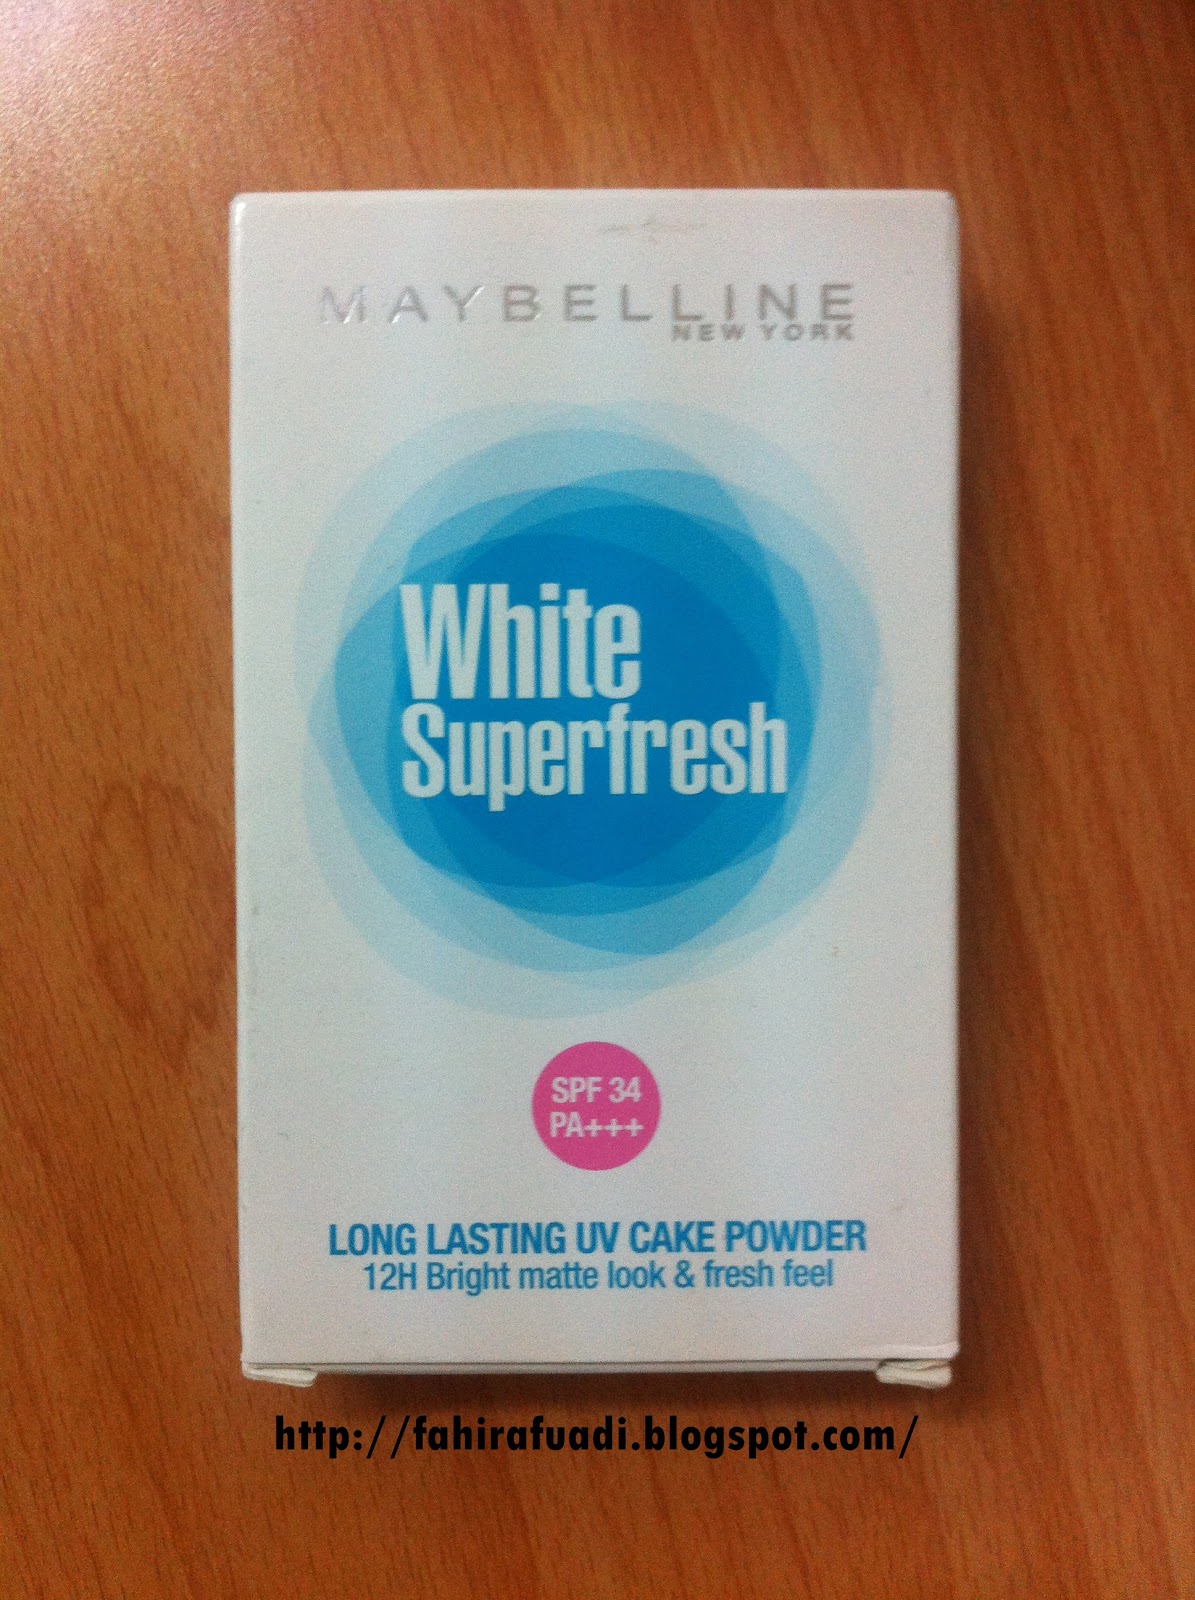 MAYBELLINE
NEW YORK
White
Superfresh
SPF 34
PA+++
LONG LASTING UV CAKE POWDER
12H Bright matte look & fresh feel
http://fahirafuadi.blogspot.com/